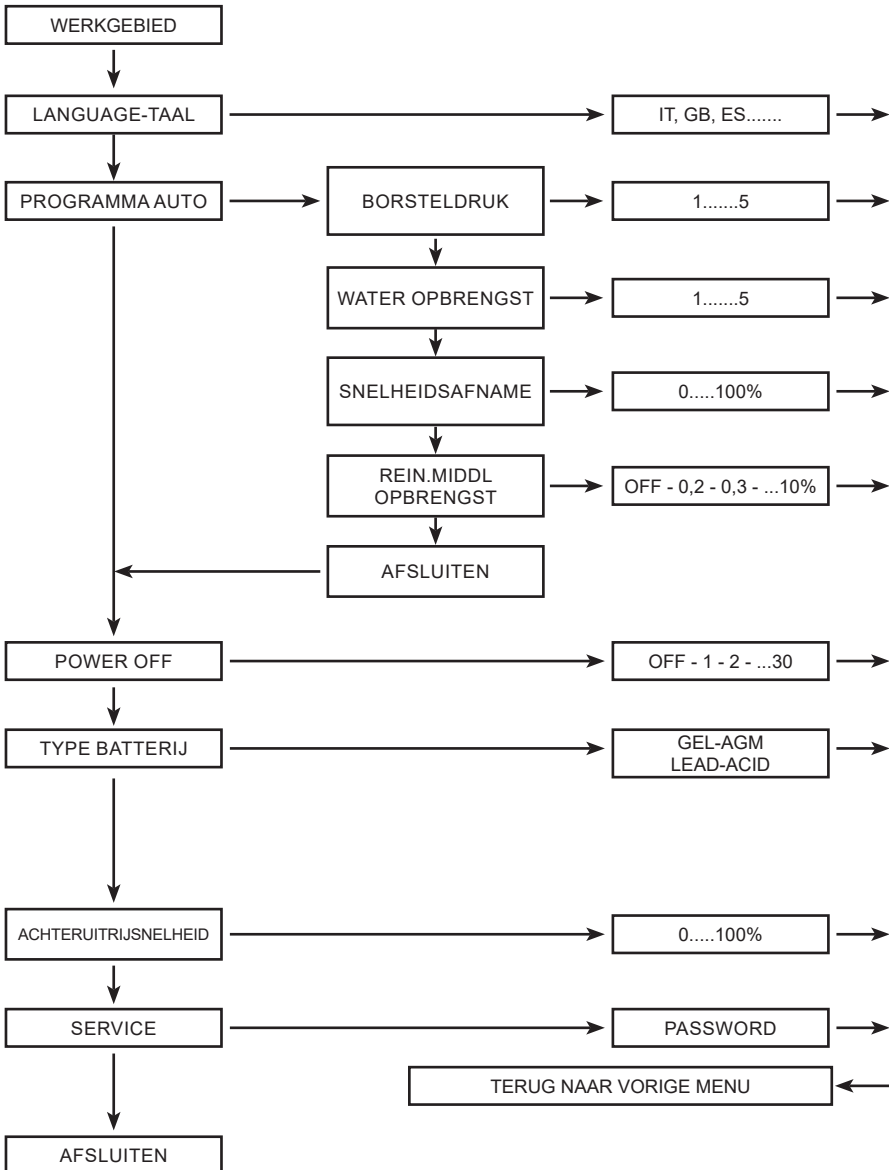 WERKGEBIED
LANGUAGE-TAAL
IT, GB, ES.......
PROGRAMMA AUTO
BORSTELDRUK
1.......5
WATER OPBRENGST
1.......5
SNELHEIDSAFNAME
0.....100%
REIN.MIDDL
OPBRENGST
OFF - 0,2 - 0,3 - ...10%
AFSLUITEN
POWER OFF
OFF - 1 - 2 - ...30
TYPE BATTERIJ
GEL-AGM
LEAD-ACID
ACHTERUITRIJSNELHEID
0.....100%
SERVICE
PASSWORD
TERUG NAAR VORIGE MENU
AFSLUITEN